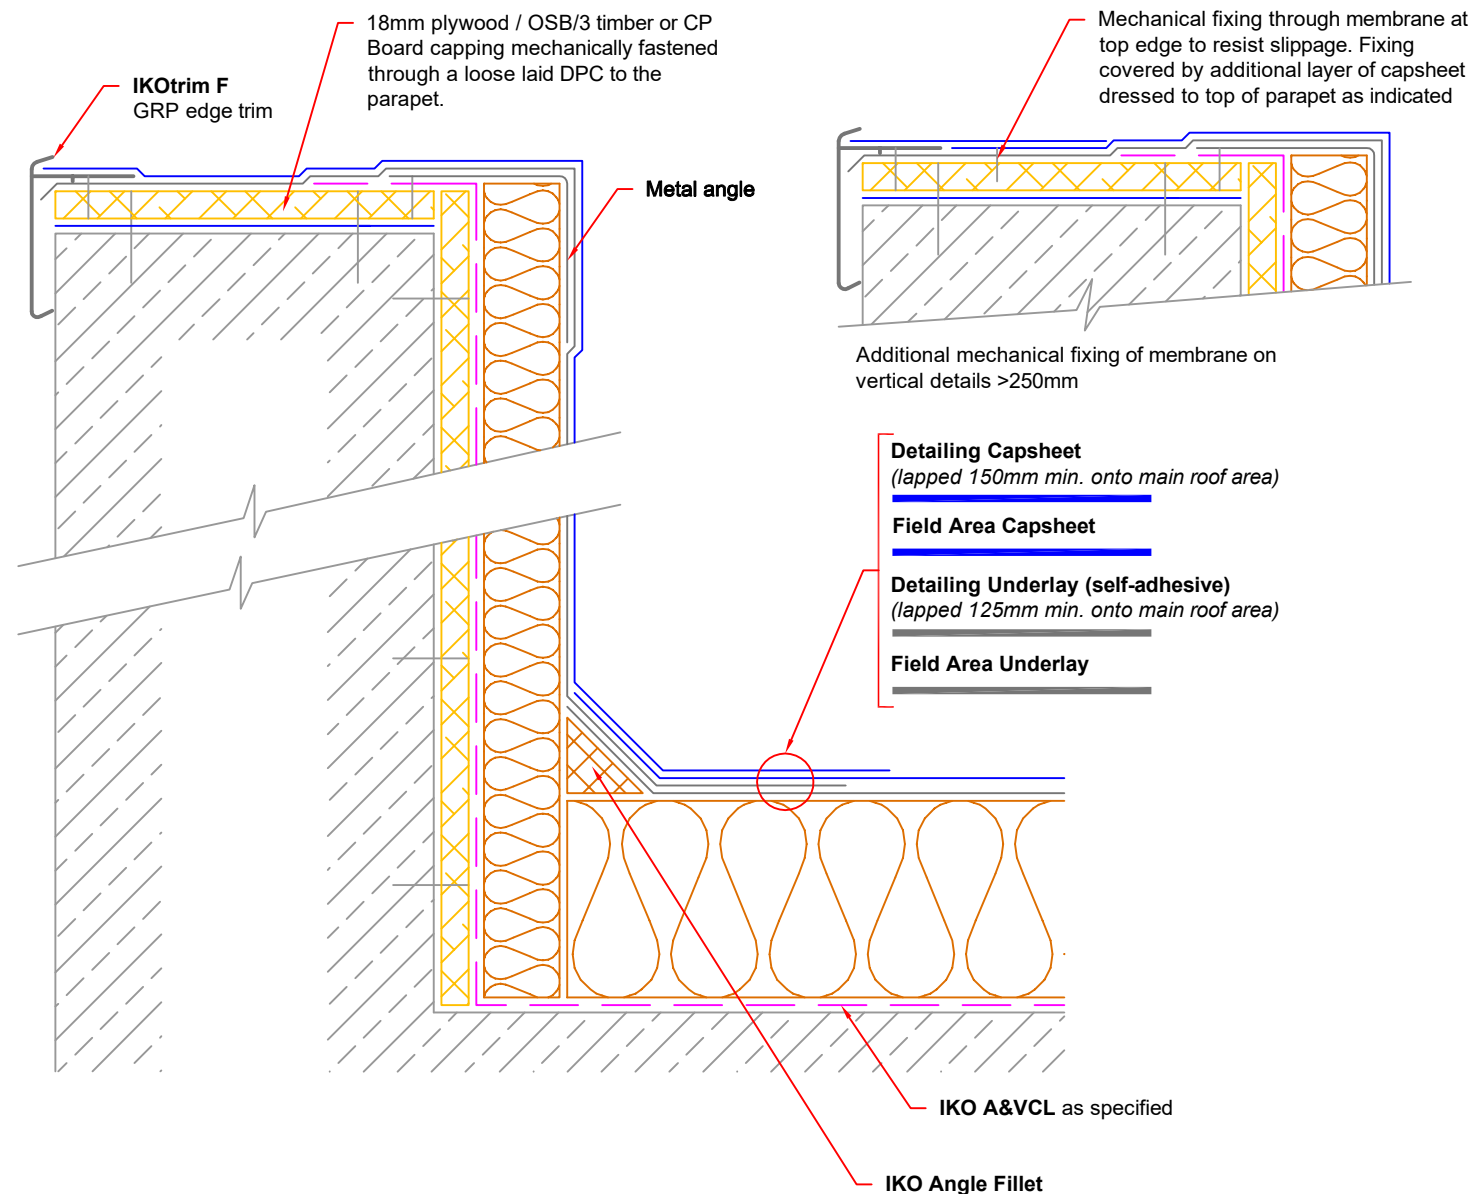 18mm plywood / OSB/3 timber or CP
Board capping mechanically fastened
through a loose laid DPC to the
parapet.
IKOtrim F
GRP edge trim
Mechanical fixing through membrane at
top edge to resist slippage. Fixing
covered by additional layer of capsheet
dressed to top of parapet as indicated
Metal angle
Additional mechanical fixing of membrane on
vertical details >250mm
Detailing Capsheet
(lapped 150mm min. onto main roof area)
Field Area Capsheet
Detailing Underlay (self-adhesive)
(lapped 125mm min. onto main roof area)
Field Area Underlay
IKO A&VCL as specified
IKO Angle Fillet